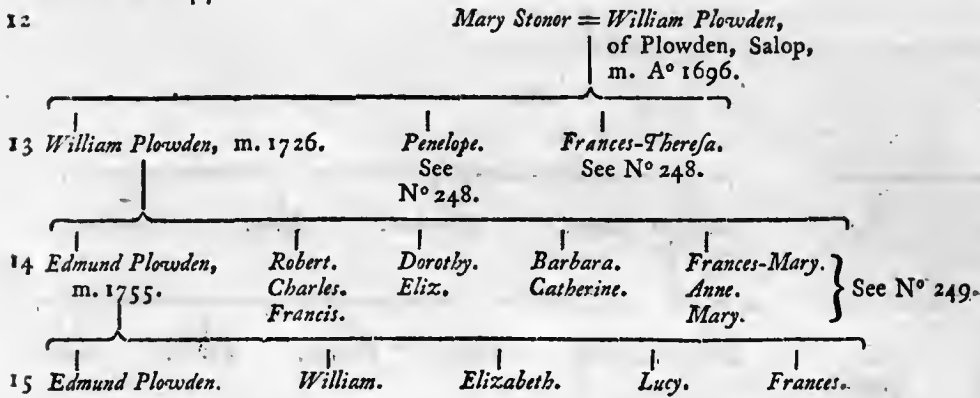 12 Mary Stonor = William Plowden,
of Plowden, Salop,
m. Aº 1696.
13 William Plowden, m. 1726. Penelope. Frances-Thereſa.
See See Nº 248.
Nº 248.
14 Edmund Plowden, Robert. Dorothy. Barbara. Frances-Mary.
m. 1755. Charles. Eliz. Catherine. Anne. } See Nº 249.
Francis. Mary.
15 Edmund Plowden. William. Elizabeth. Lucy. Frances.